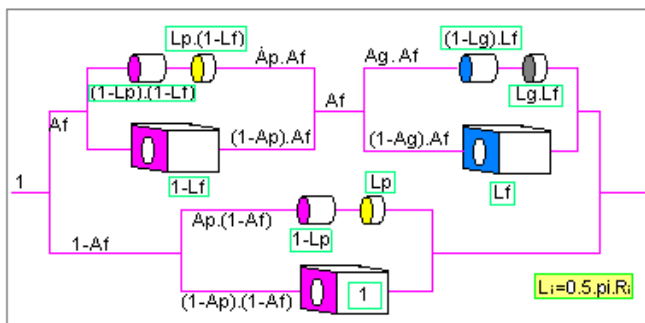 Lp.(1-Lf)
Ap.Af
Ag.Af
(1-Lg).Lf
(1-Lp).(1-Lf)
Lg.Lf
Af
Af
(1-Ap).Af
(1-Ag).Af
1-Lf
Lf
1
Lp
Ap.(1-Af)
1-Lp
1-Af
(1-Ap).(1-Af)
1
Li=0.5.pi.Ri